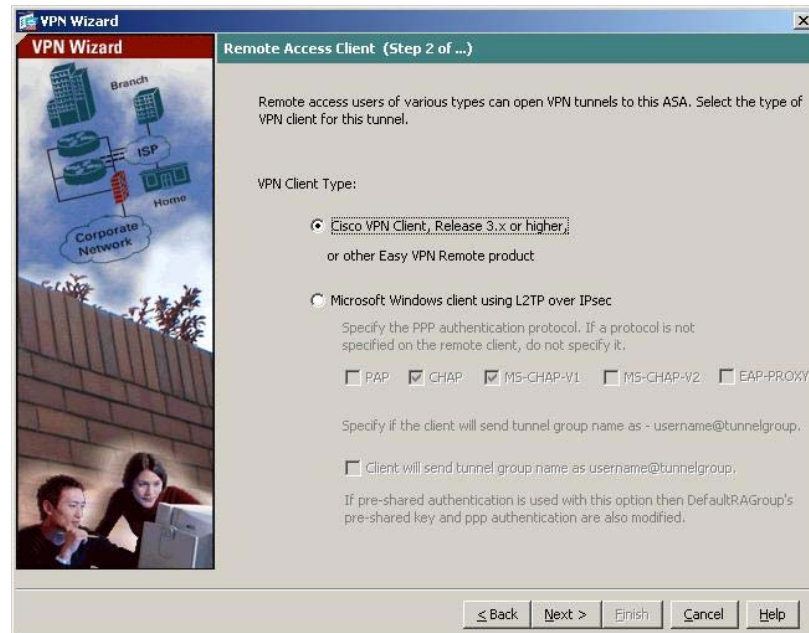 VPN Wizard
VPN Wizard
Branch
ISP
Home
Corporate
Network
Remote Access Client (Step 2 of ...)
Remote access users of various types can open VPN tunnels to this ASA. Select the type of
VPN client for this tunnel.
VPN Client Type:
Cisco VPN Client, Release 3.x or higher,
or other Easy VPN Remote product
Microsoft Windows client using L2TP over IPsec
Specify the PPP authentication protocol. If a protocol is not
specified on the remote client, do not specify it.
PAP CHAP MS-CHAP-V1 MS-CHAP-V2 EAP-PROXY
Specify if the client will send tunnel group name as - username@tunnelgroup.
Client will send tunnel group name as username@tunnelgroup.
If pre-shared authentication is used with this option then DefaultRAGroup's
pre-shared key and ppp authentication are also modified.
< Back Next > Finish Cancel Help